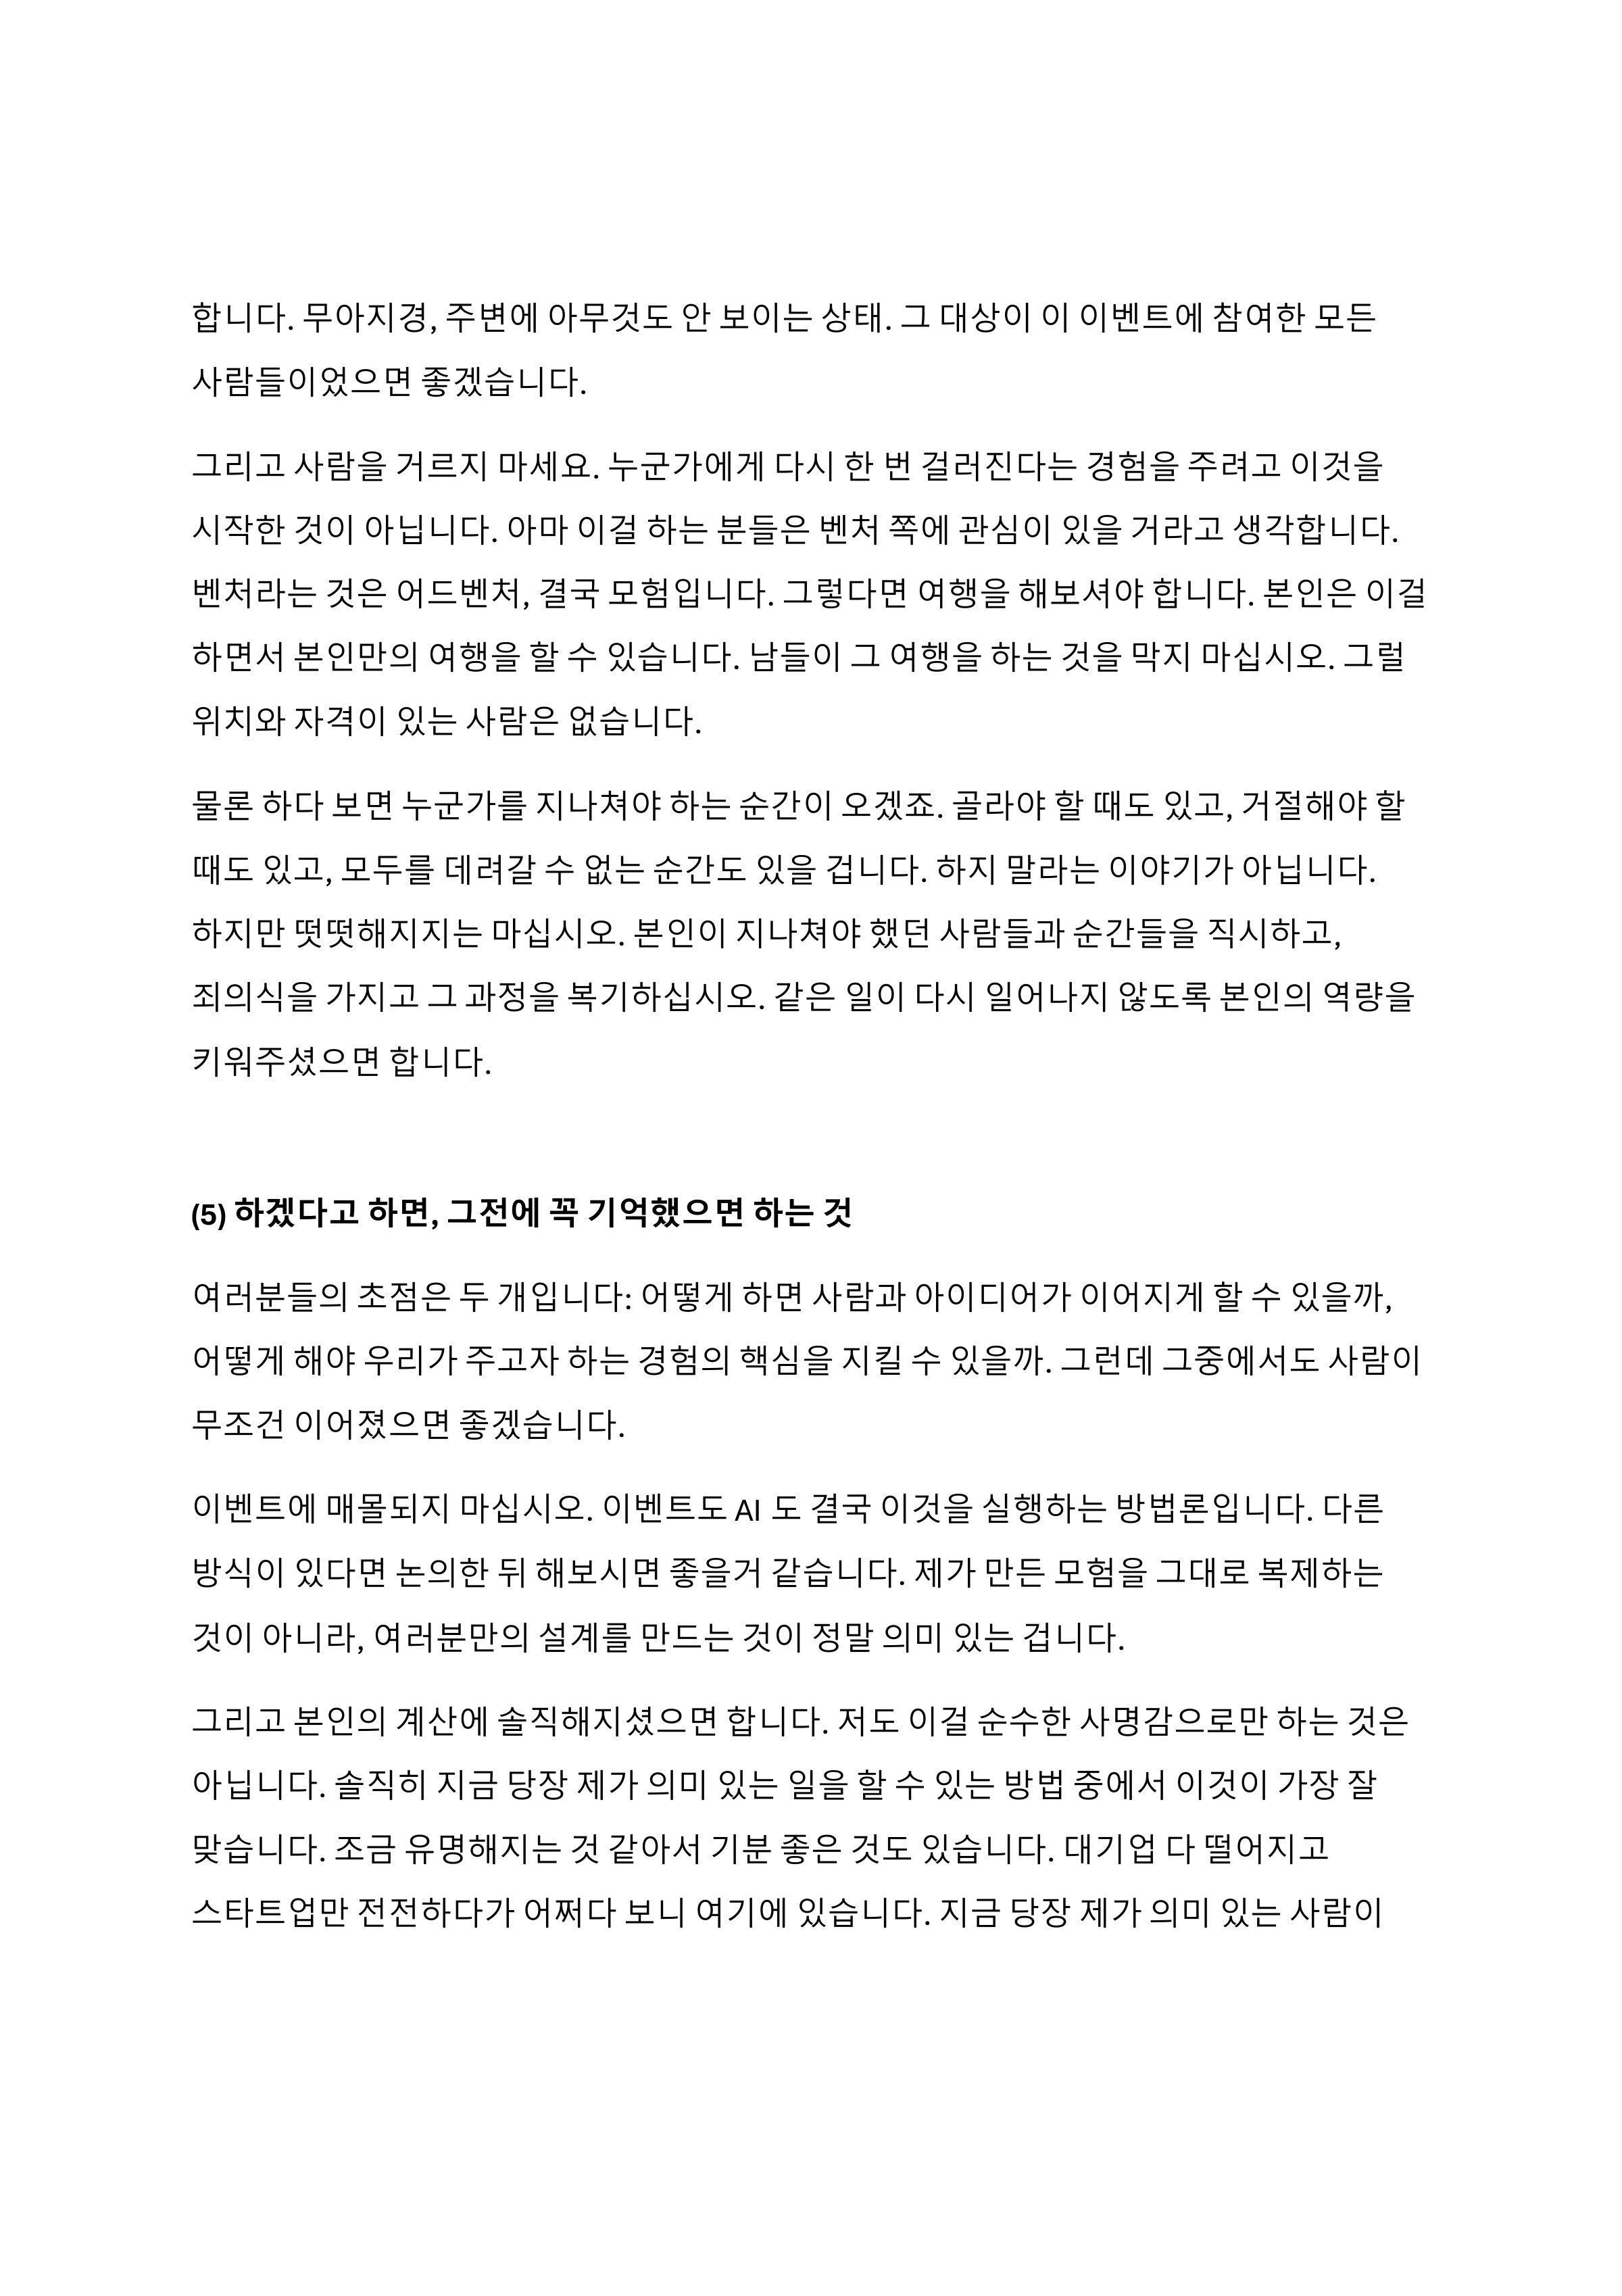 합니다. 무아지경, 주변에 아무것도 안 보이는 상태. 그 대상이 이 이벤트에 참여한 모든
사람들이었으면 좋겠습니다.
그리고 사람을 거르지 마세요. 누군가에게 다시 한 번 걸러진다는 경험을 주려고 이것을
시작한 것이 아닙니다. 아마 이걸 하는 분들은 벤처 쪽에 관심이 있을 거라고 생각합니다.
벤처라는 것은 어드벤처, 결국 모험입니다. 그렇다면 여행을 해보셔야 합니다. 본인은 이걸
하면서 본인만의 여행을 할 수 있습니다. 남들이 그 여행을 하는 것을 막지 마십시오. 그럴
위치와 자격이 있는 사람은 없습니다.
물론 하다 보면 누군가를 지나쳐야 하는 순간이 오겠죠. 골라야 할 때도 있고, 거절해야 할
때도 있고, 모두를 데려갈 수 없는 순간도 있을 겁니다. 하지 말라는 이야기가 아닙니다.
하지만 떳떳해지지는 마십시오. 본인이 지나쳐야 했던 사람들과 순간들을 직시하고,
죄의식을 가지고 그 과정을 복기하십시오. 같은 일이 다시 일어나지 않도록 본인의 역량을
키워주셨으면 합니다.
(5) 하겠다고 하면, 그전에 꼭 기억했으면 하는 것
여러분들의 초점은 두 개입니다: 어떻게 하면 사람과 아이디어가 이어지게 할 수 있을까,
어떻게 해야 우리가 주고자 하는 경험의 핵심을 지킬 수 있을까. 그런데 그중에서도 사람이
무조건 이어졌으면 좋겠습니다.
이벤트에 매몰되지 마십시오. 이벤트도 AI 도 결국 이것을 실행하는 방법론입니다. 다른
방식이 있다면 논의한 뒤 해보시면 좋을거 같습니다. 제가 만든 모험을 그대로 복제하는
것이 아니라, 여러분만의 설계를 만드는 것이 정말 의미 있는 겁니다.
그리고 본인의 계산에 솔직해지셨으면 합니다. 저도 이걸 순수한 사명감으로만 하는 것은
아닙니다. 솔직히 지금 당장 제가 의미 있는 일을 할 수 있는 방법 중에서 이것이 가장 잘
맞습니다. 조금 유명해지는 것 같아서 기분 좋은 것도 있습니다. 대기업 다 떨어지고
스타트업만 전전하다가 어쩌다 보니 여기에 있습니다. 지금 당장 제가 의미 있는 사람이